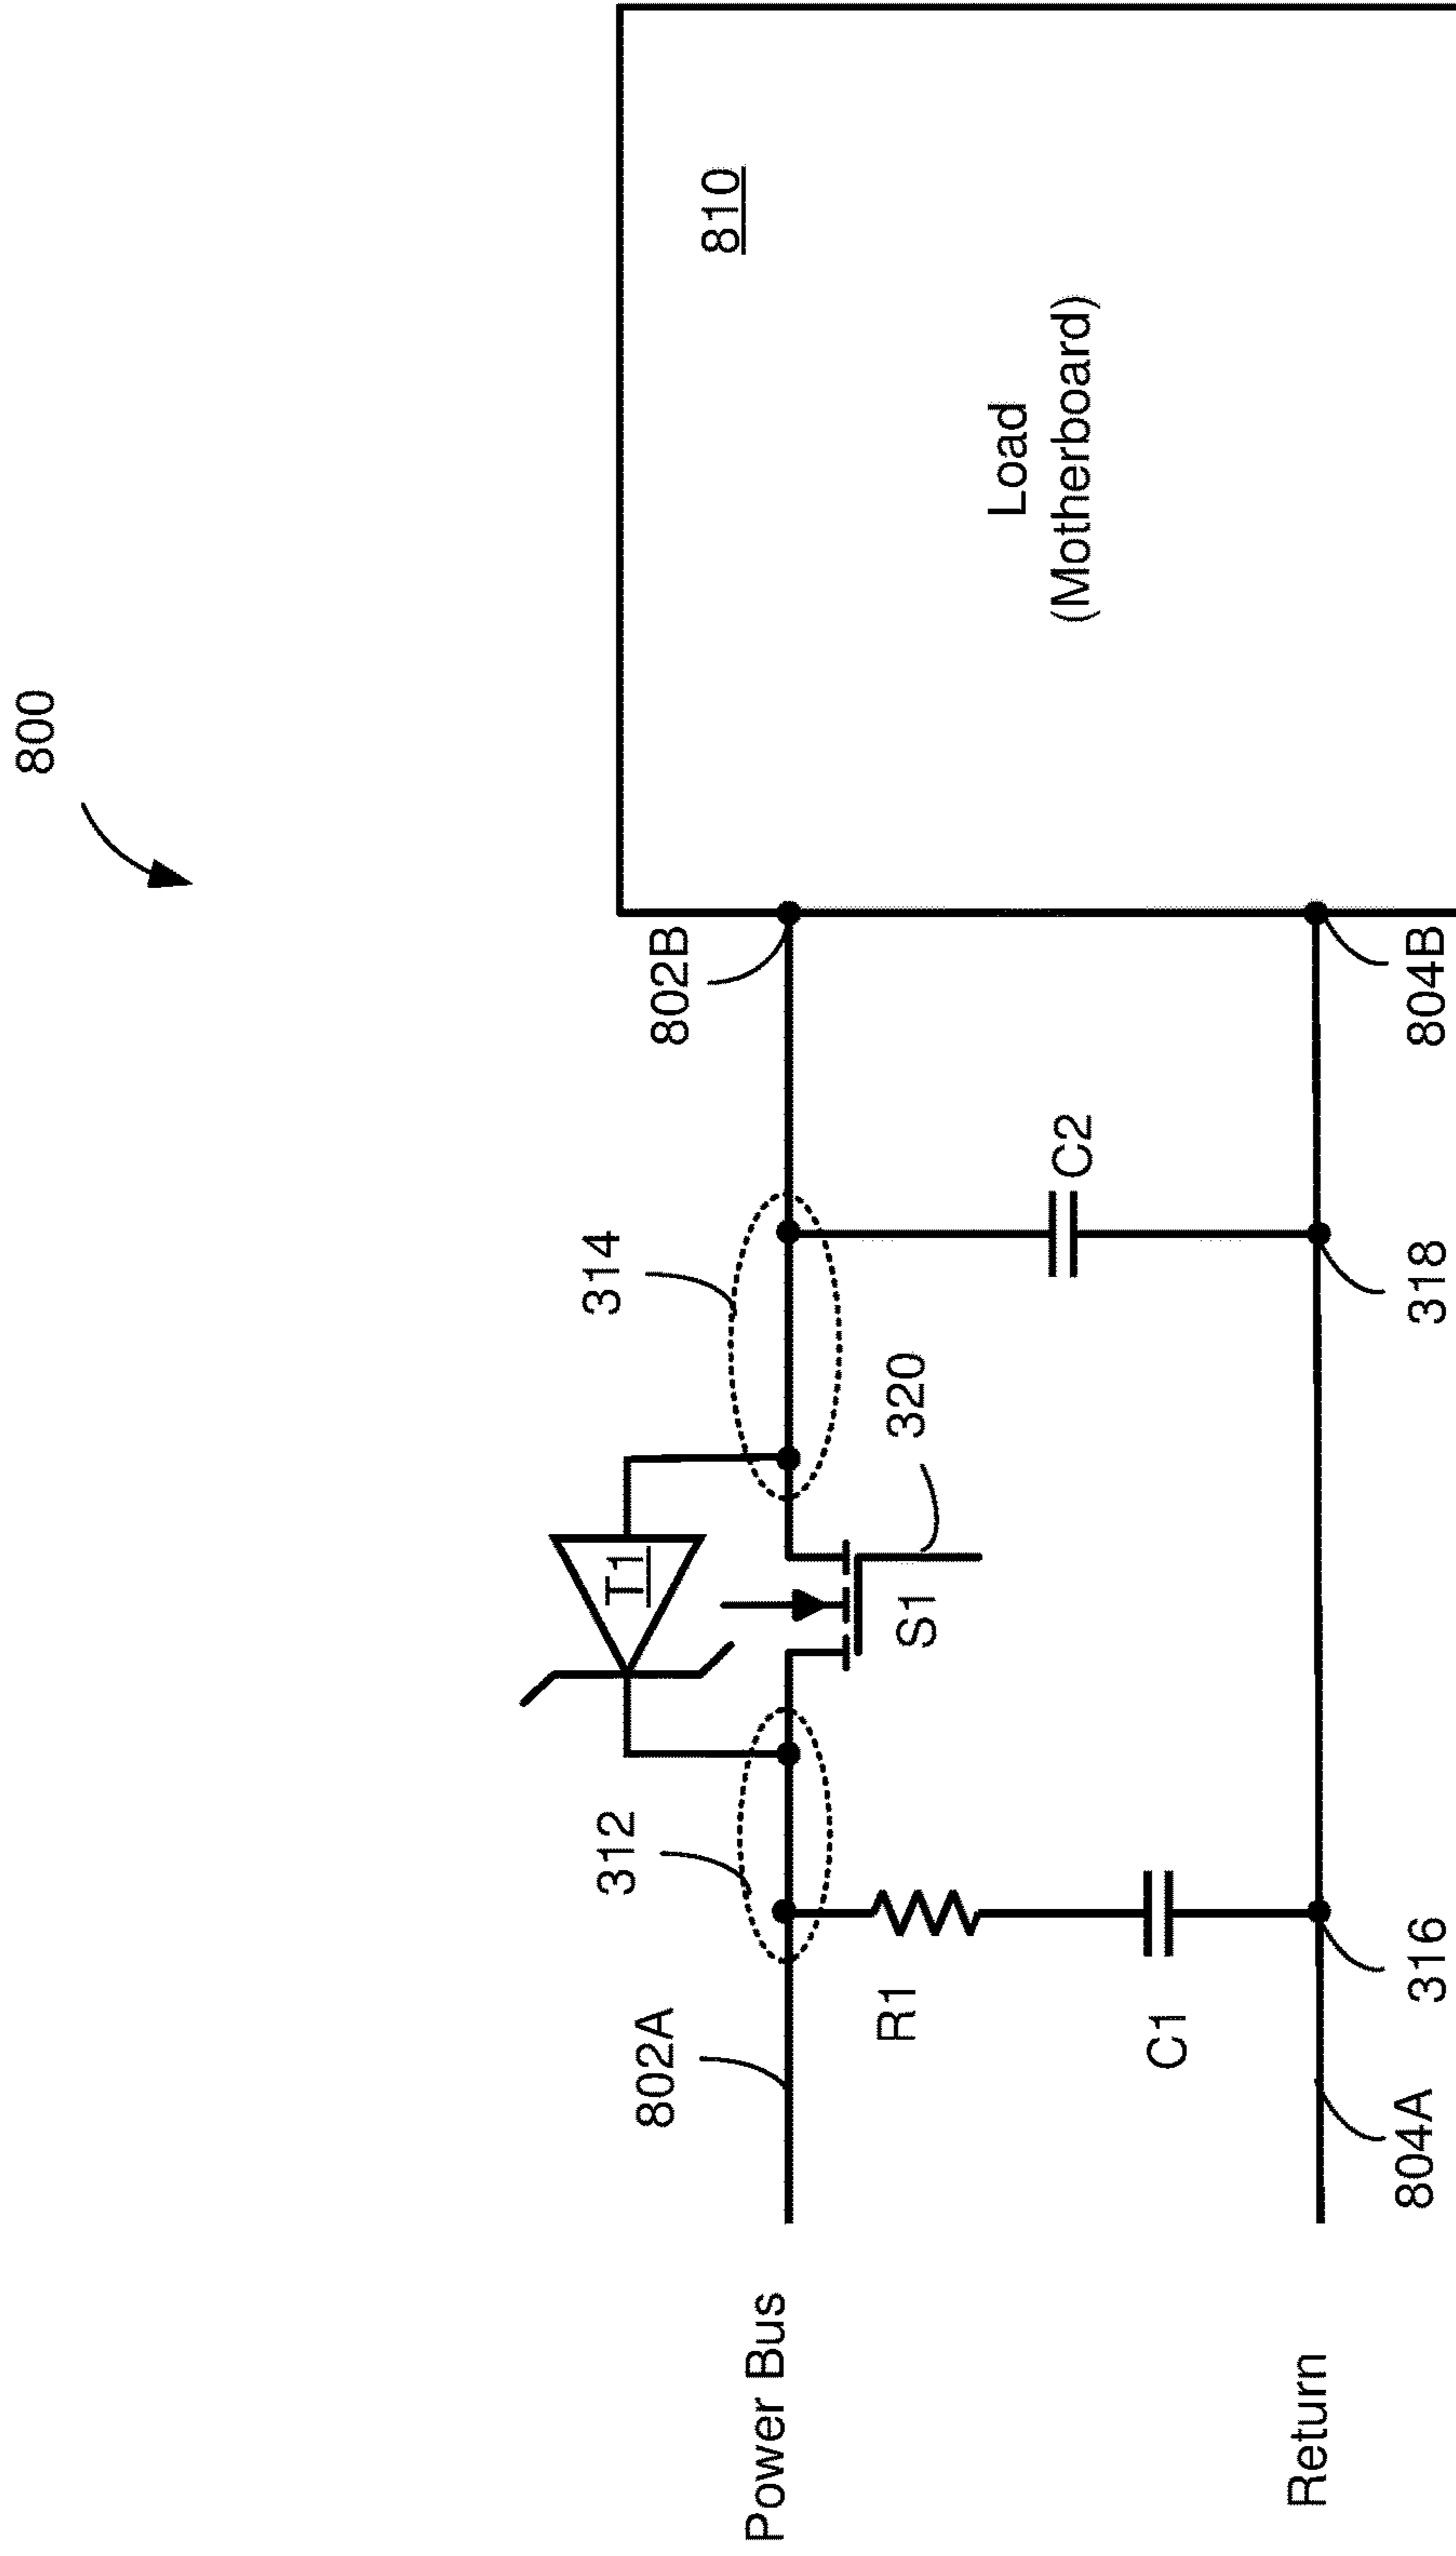 800
810
Load
(Motherboard)
802B
804B
314
C2
318
T1
320
S1
312
802A
R1
C1
316
804A
Power Bus
Return